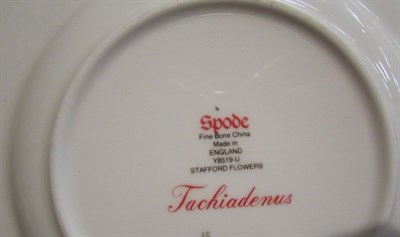 Spode
Fine Bone China
Made in
ENGLAND
Y8519-U
STAFFORD FLOWERS
Tachiadenus